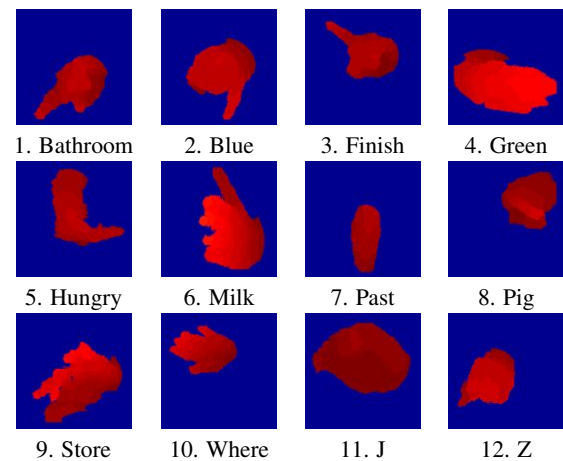 1. Bathroom 2. Blue 3. Finish 4. Green
5. Hungry 6. Milk 7. Past 8. Pig
9. Store 10. Where 11. J 12. Z